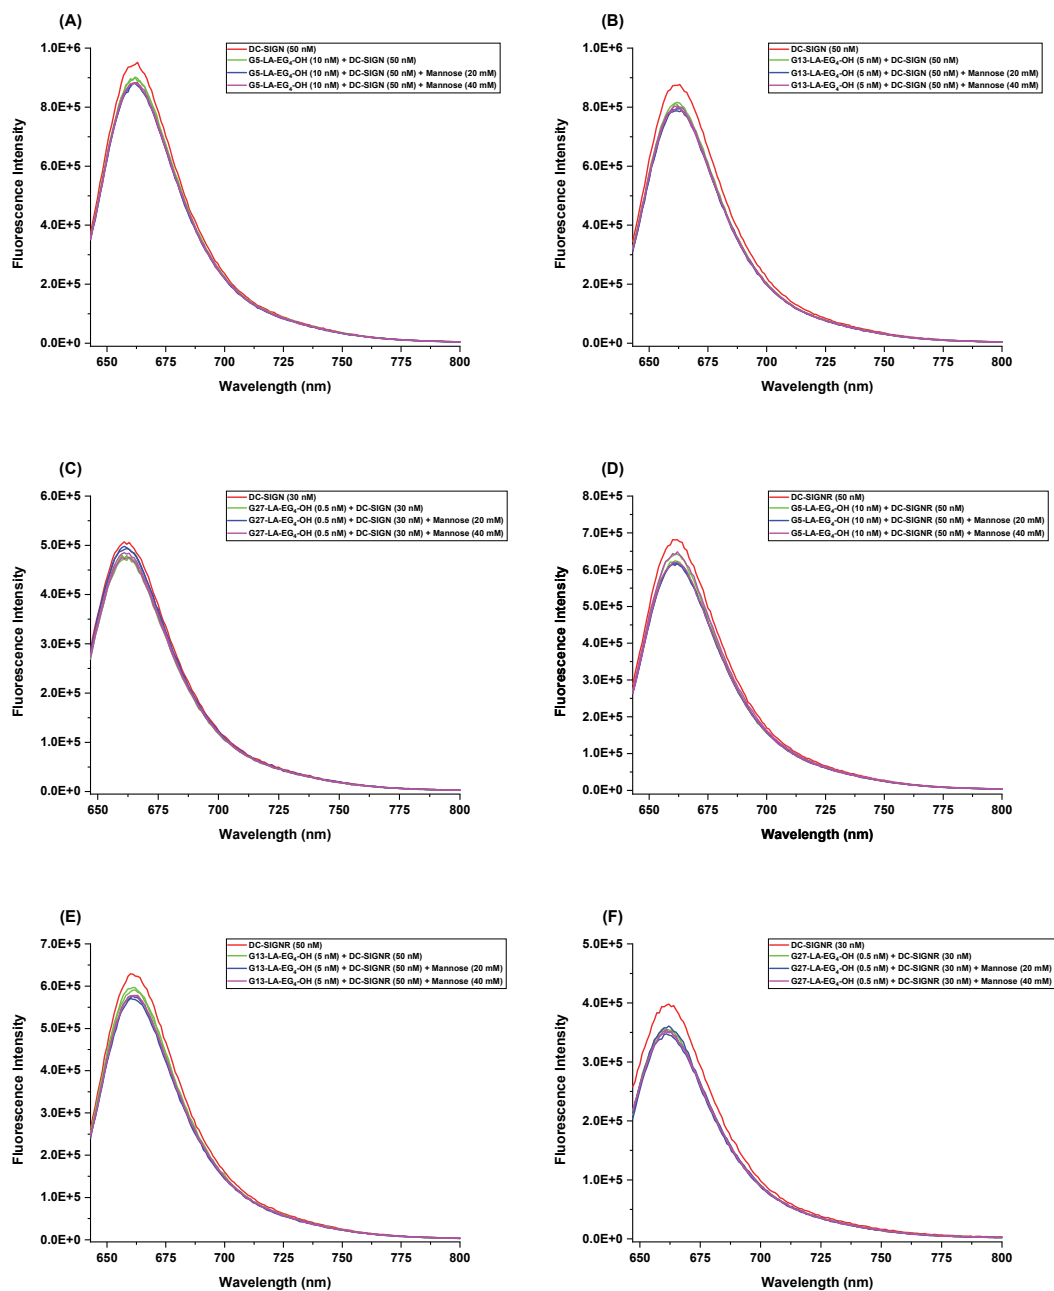 (A)
DC-SIGN (50 nM)
G5-LA-EG₄-OH (10 nM) + DC-SIGN (50 nM)
G5-LA-EG₄-OH (10 nM) + DC-SIGN (50 nM) + Mannose (20 mM)
G5-LA-EG₄-OH (10 nM) + DC-SIGN (50 nM) + Mannose (40 mM)
1.0E+6
8.0E+5
6.0E+5
4.0E+5
2.0E+5
0.0E+0
Fluorescence Intensity
650 675 700 725 750 775 800
Wavelength (nm)
(B)
DC-SIGN (50 nM)
G13-LA-EG₄-OH (5 nM) + DC-SIGN (50 nM)
G13-LA-EG₄-OH (5 nM) + DC-SIGN (50 nM) + Mannose (20 mM)
G13-LA-EG₄-OH (5 nM) + DC-SIGN (50 nM) + Mannose (40 mM)
1.0E+6
8.0E+5
6.0E+5
4.0E+5
2.0E+5
0.0E+0
Fluorescence Intensity
650 675 700 725 750 775 800
Wavelength (nm)
(C)
DC-SIGN (30 nM)
G27-LA-EG₄-OH (0.5 nM) + DC-SIGN (30 nM)
G27-LA-EG₄-OH (0.5 nM) + DC-SIGN (30 nM) + Mannose (20 mM)
G27-LA-EG₄-OH (0.5 nM) + DC-SIGN (30 nM) + Mannose (40 mM)
6.0E+5
5.0E+5
4.0E+5
3.0E+5
2.0E+5
1.0E+5
0.0E+0
Fluorescence Intensity
650 675 700 725 750 775 800
Wavelength (nm)
(D)
DC-SIGNR (50 nM)
G5-LA-EG₄-OH (10 nM) + DC-SIGNR (50 nM)
G5-LA-EG₄-OH (10 nM) + DC-SIGNR (50 nM) + Mannose (20 mM)
G5-LA-EG₄-OH (10 nM) + DC-SIGNR (50 nM) + Mannose (40 mM)
8.0E+5
7.0E+5
6.0E+5
5.0E+5
4.0E+5
3.0E+5
2.0E+5
1.0E+5
0.0E+0
Fluorescence Intensity
650 675 700 725 750 775 800
Wavelength (nm)
(E)
DC-SIGNR (50 nM)
G13-LA-EG₄-OH (5 nM) + DC-SIGNR (50 nM)
G13-LA-EG₄-OH (5 nM) + DC-SIGNR (50 nM) + Mannose (20 mM)
G13-LA-EG₄-OH (5 nM) + DC-SIGNR (50 nM) + Mannose (40 mM)
7.0E+5
6.0E+5
5.0E+5
4.0E+5
3.0E+5
2.0E+5
1.0E+5
0.0E+0
Fluorescence Intensity
650 675 700 725 750 775 800
Wavelength (nm)
(F)
DC-SIGNR (30 nM)
G27-LA-EG₄-OH (0.5 nM) + DC-SIGNR (30 nM)
G27-LA-EG₄-OH (0.5 nM) + DC-SIGNR (30 nM) + Mannose (20 mM)
G27-LA-EG₄-OH (0.5 nM) + DC-SIGNR (30 nM) + Mannose (40 mM)
5.0E+5
4.0E+5
3.0E+5
2.0E+5
1.0E+5
0.0E+0
Fluorescence Intensity
650 675 700 725 750 775 800
Wavelength (nm)